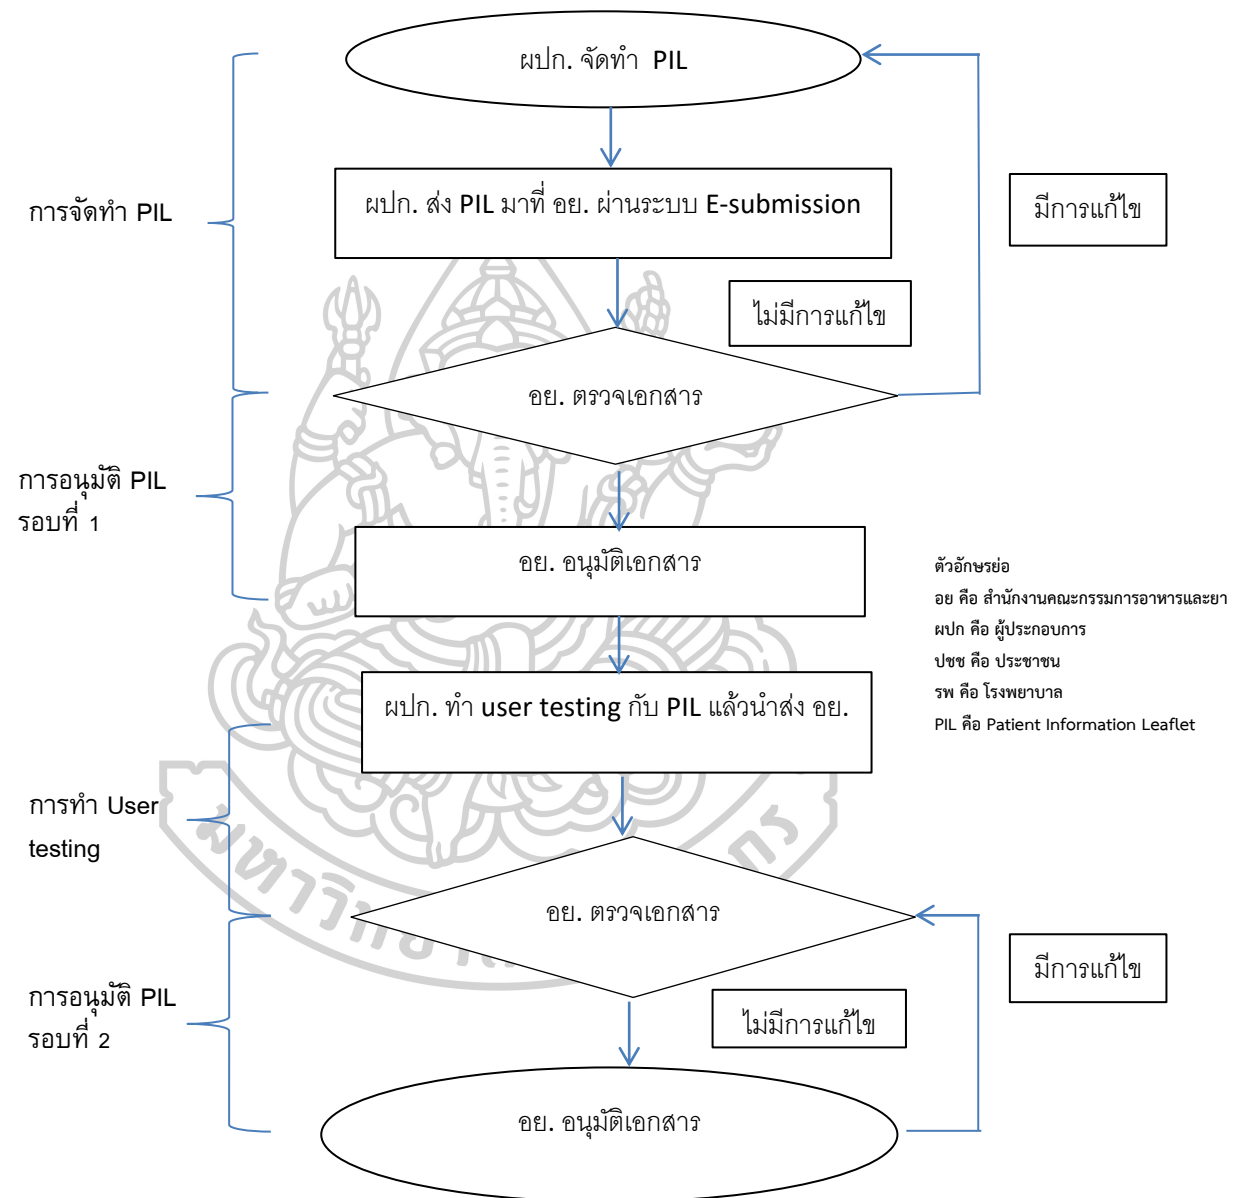 ผปก. จัดทำ PIL
การจัดทำ PIL
ผปก. ส่ง PIL มาที่ อย. ผ่านระบบ E-submission
มีการแก้ไข
ไม่มีการแก้ไข
อย. ตรวจเอกสาร
การอนุมัติ PIL
รอบที่ 1
อย. อนุมัติเอกสาร
ตัวอักษรย่อ
อย คือ สำนักงานคณะกรรมการอาหารและยา
ผปก คือ ผู้ประกอบการ
ปชช คือ ประชาชน
รพ คือ โรงพยาบาล
PIL คือ Patient Information Leaflet
ผปก. ทำ user testing กับ PIL แล้วนำส่ง อย.
การทำ User
testing
อย. ตรวจเอกสาร
มีการแก้ไข
การอนุมัติ PIL
รอบที่ 2
ไม่มีการแก้ไข
อย. อนุมัติเอกสาร